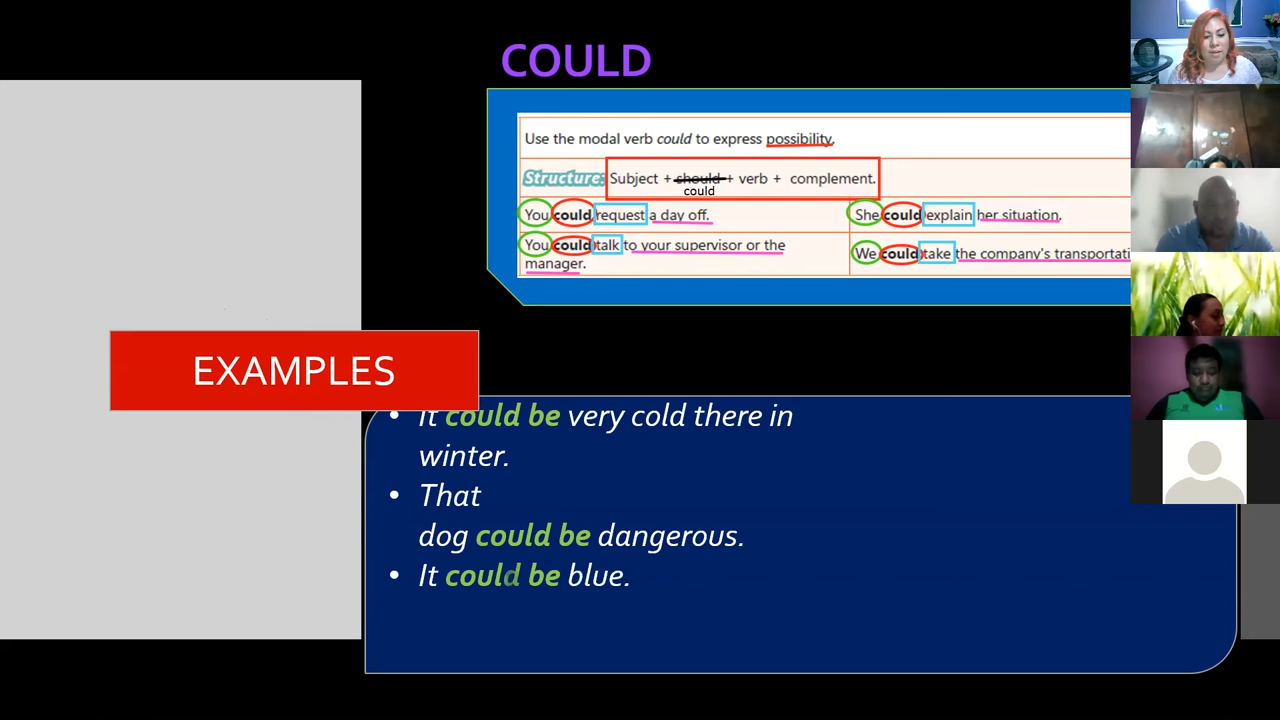 COULD
Use the modal verb could to express possibility.
Structure: Subject + should + verb + complement.
could
You could request a day off.
She could explain her situation.
You could talk to your supervisor or the
manager.
We could take the company's transportati
EXAMPLES
• It could be very cold there in
winter.
• That
dog could be dangerous.
• It could be blue.